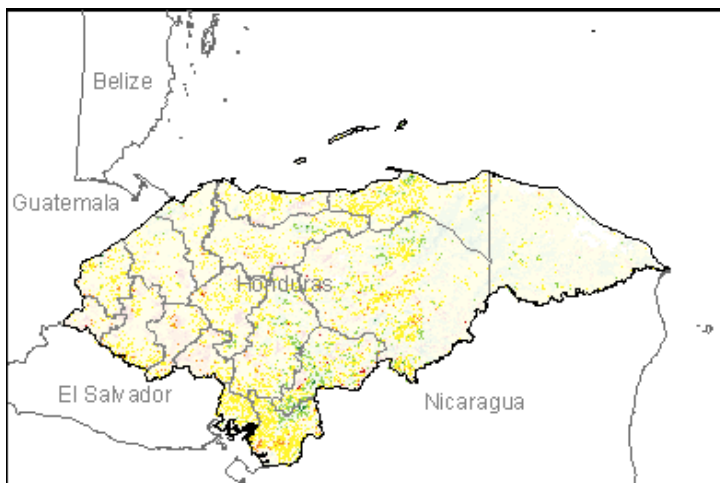 Belize
Guatemala
Honduras
El Salvador
Nicaragua